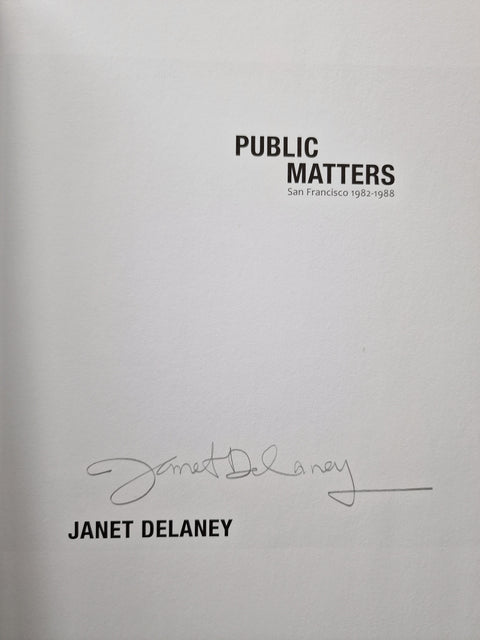 PUBLIC
MATTERS
San Francisco 1982-1988
Janet Delaney
JANET DELANEY